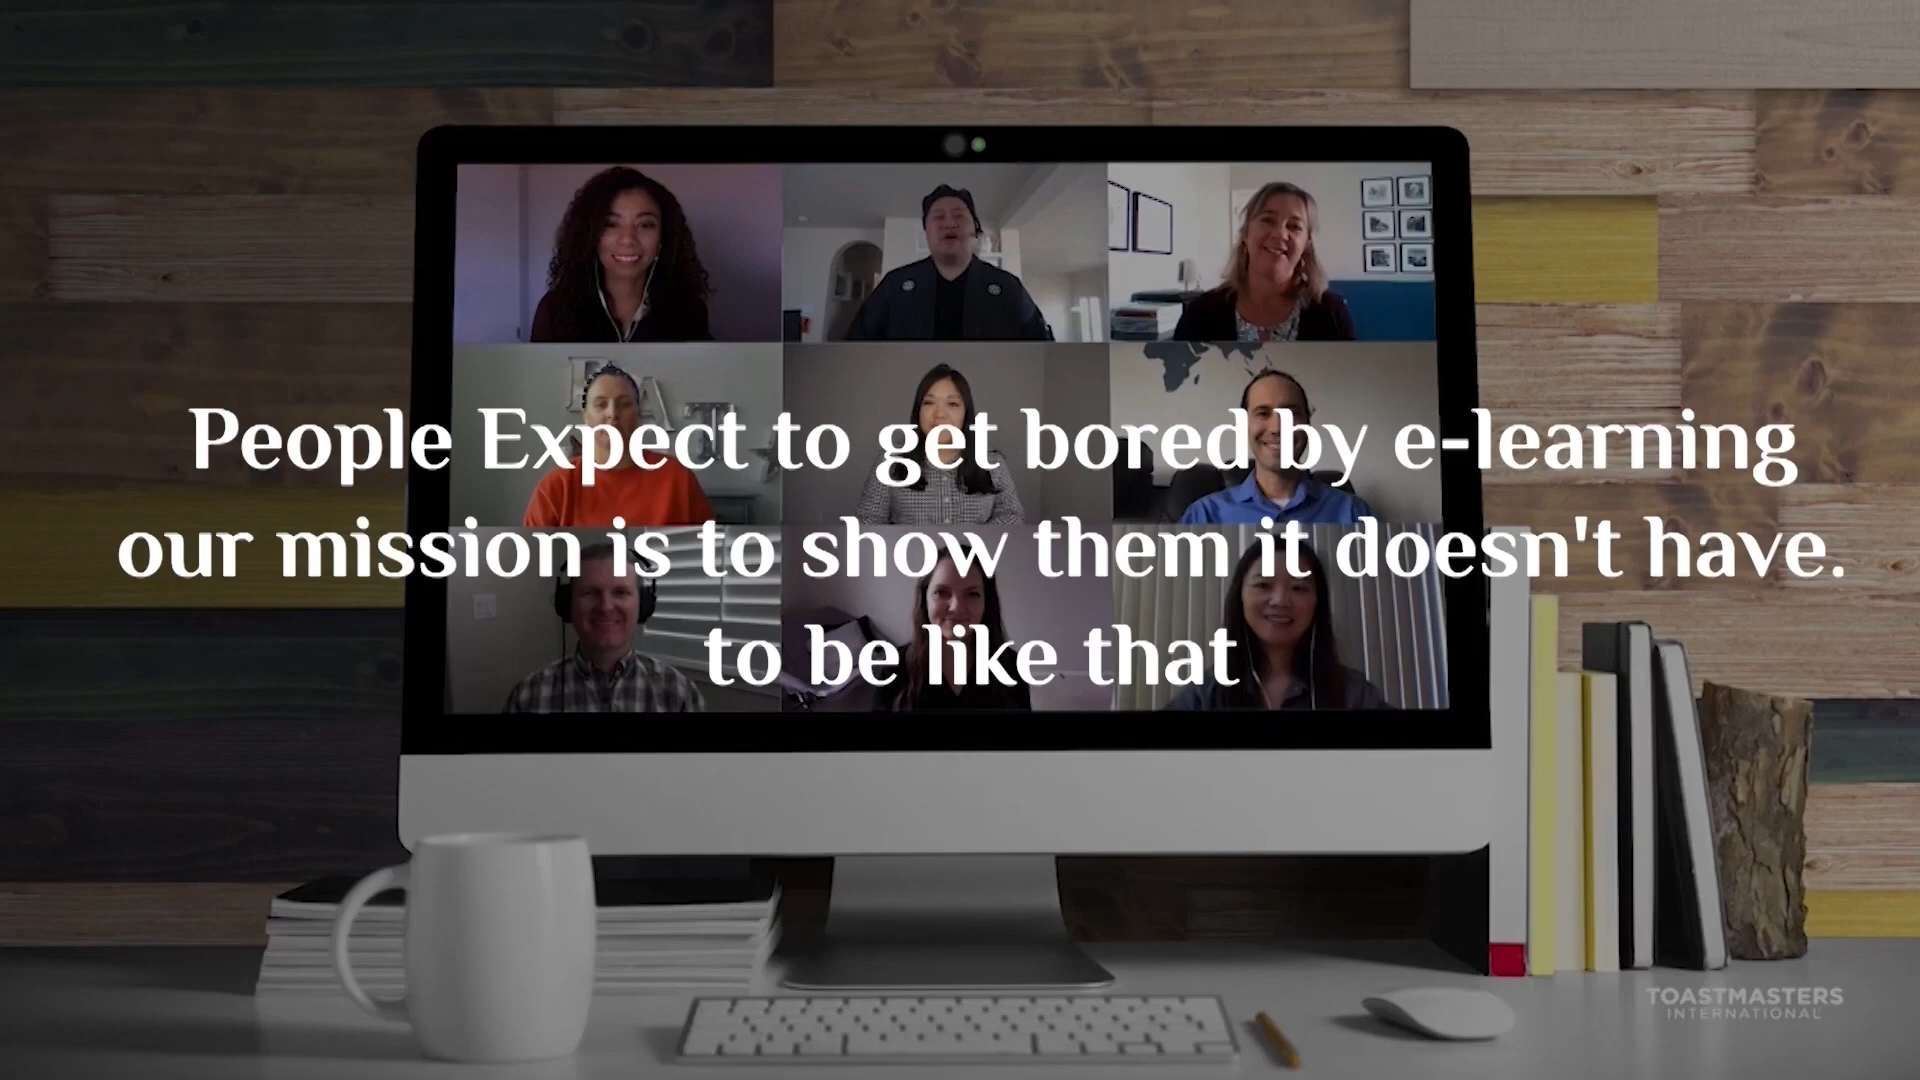 People Expect to get bored by e-learning
our mission is to show them it doesn't have.
to be like that
TOASTMASTERS
INTERNATIONAL